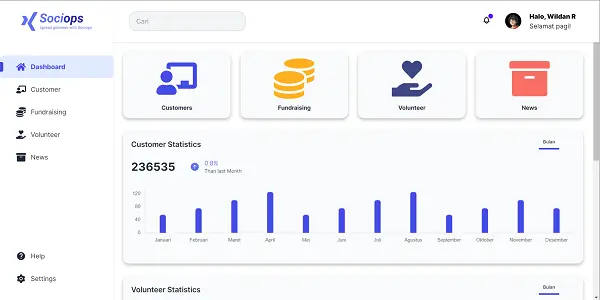 Sociops
spread goodness with Sociops
Cari
Halo, Wildan R
Selamat pagi!
Dashboard
Customer
Fundraising
Volunteer
News
Help
Settings
Customers
Fundraising
Volunteer
News
Customer Statistics
Bulan
236535
0.8%
Than last Month
120
80
40
0
Januari
Februari
Maret
April
Mei
Juni
Juli
Agustus
September
Oktober
November
Desember
Volunteer Statistics
Bulan